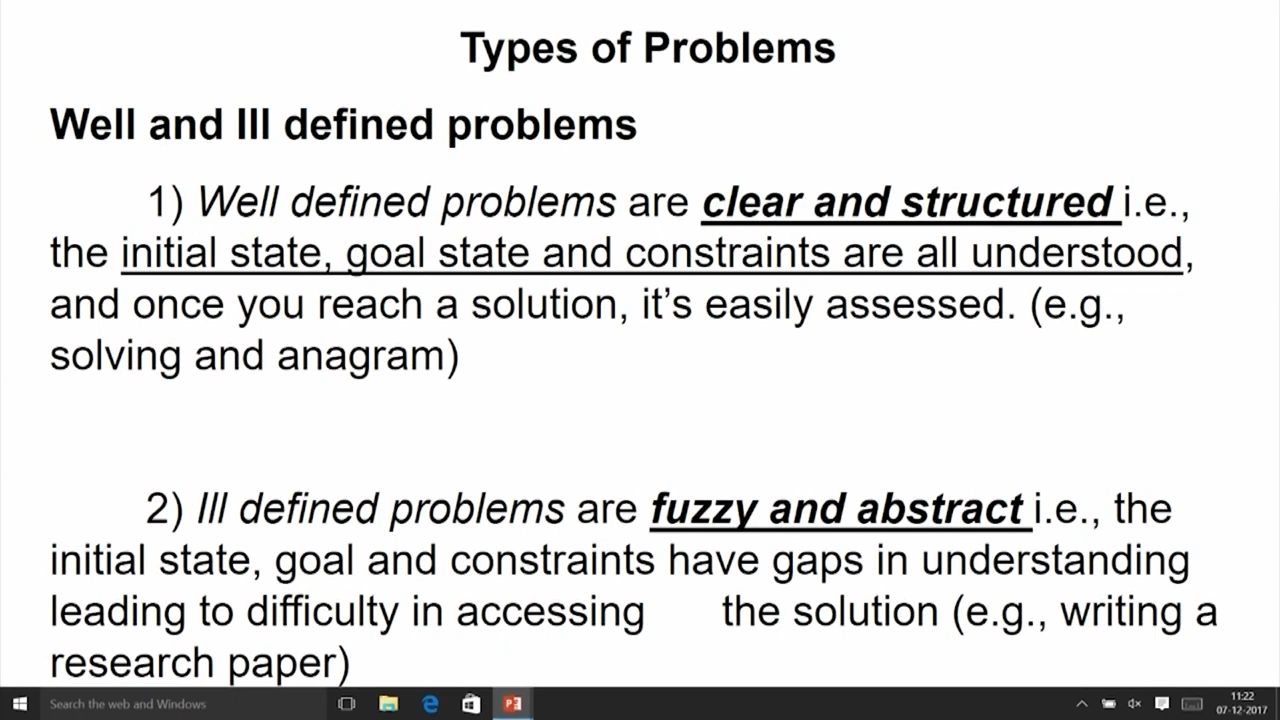 Types of Problems
Well and Ill defined problems
1) Well defined problems are clear and structured i.e.,
the initial state, goal state and constraints are all understood,
and once you reach a solution, it's easily assessed. (e.g.,
solving and anagram)
2) Ill defined problems are fuzzy and abstract i.e., the
initial state, goal and constraints have gaps in understanding
leading to difficulty in accessing the solution (e.g., writing a
research paper)
Search the web and Windows
11:22
07-12-2017